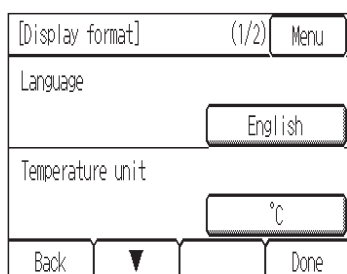 [Display format] (1/2) Menu
Language
English
Temperature unit
°C
Back ▼ Done